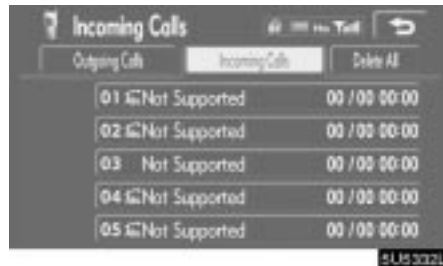 Incoming Calls
Outgoing Calls Incoming Calls Delete All
01 Not Supported 00 / 00 00:00
02 Not Supported 00 / 00 00:00
03 Not Supported 00 / 00 00:00
04 Not Supported 00 / 00 00:00
05 Not Supported 00 / 00 00:00